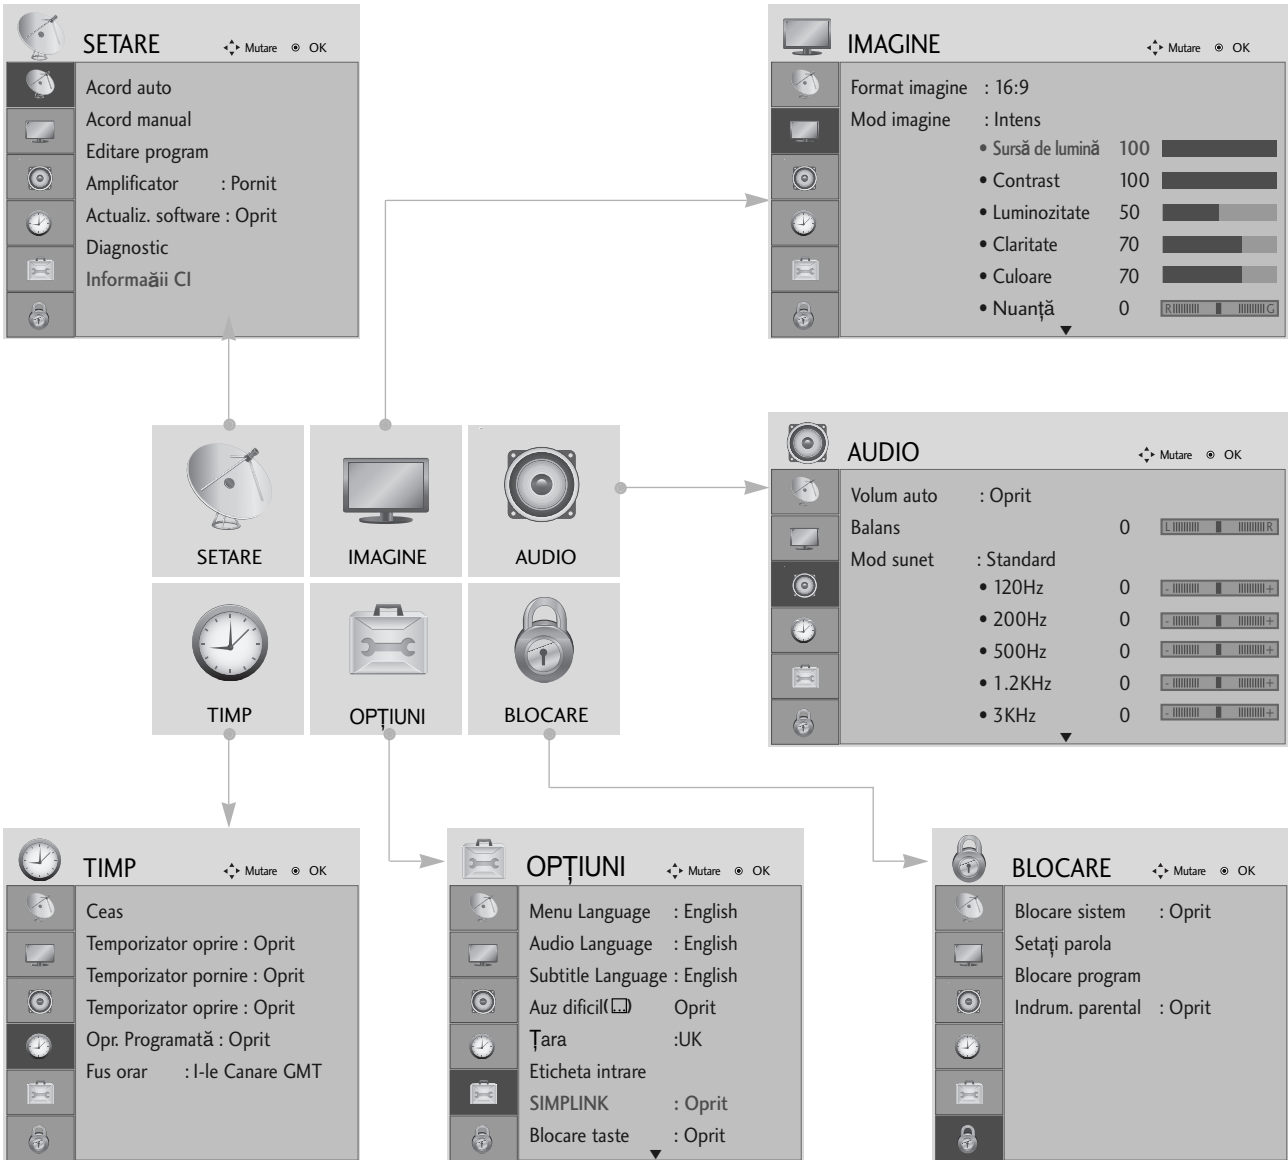 SETARE
Mutare OK
Acord auto
Acord manual
Editare program
Amplificator : Pornit
Actualiz. software : Oprit
Diagnostic
Informaăii CI
IMAGINE
Mutare OK
Format imagine : 16:9
Mod imagine : Intens
• Sursă de lumină 100
• Contrast 100
• Luminozitate 50
• Claritate 70
• Culoare 70
• Nuanță 0 R G
SETARE
IMAGINE
AUDIO
TIMP
OPȚIUNI
BLOCARE
AUDIO
Mutare OK
Volum auto : Oprit
Balans 0 L R
Mod sunet : Standard
• 120Hz 0 - +
• 200Hz 0 - +
• 500Hz 0 - +
• 1.2KHz 0 - +
• 3KHz 0 - +
TIMP
Mutare OK
Ceas
Temporizator oprire : Oprit
Temporizator pornire : Oprit
Temporizator oprire : Oprit
Opr. Programată : Oprit
Fus orar : I-le Canare GMT
OPȚIUNI
Mutare OK
Menu Language : English
Audio Language : English
Subtitle Language : English
Auz dificil( ) Oprit
Țara :UK
Eticheta intrare
SIMPLINK : Oprit
Blocare taste : Oprit
BLOCARE
Mutare OK
Blocare sistem : Oprit
Setați parola
Blocare program
Indrum. parental : Oprit